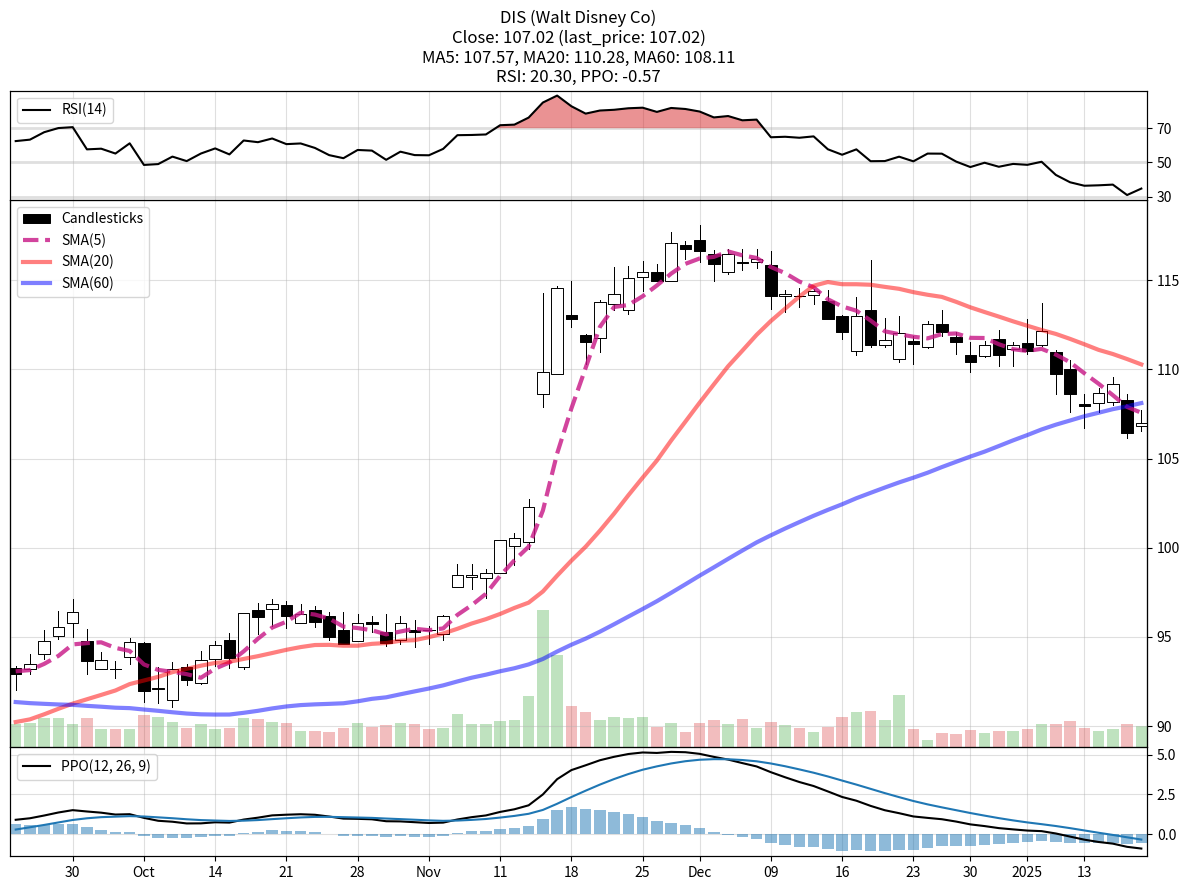 DIS (Walt Disney Co)
Close: 107.02 (last_price: 107.02)
MA5: 107.57, MA20: 110.28, MA60: 108.11
RSI: 20.30, PPO: -0.57
RSI(14)
70
50
30
Candlesticks
SMA(5)
SMA(20)
SMA(60)
115
110
105
100
95
90
PPO(12, 26, 9)
5.0
2.5
0.0
30 Oct 14 21 28 Nov 11 18 25 Dec 09 16 23 30 2025 13